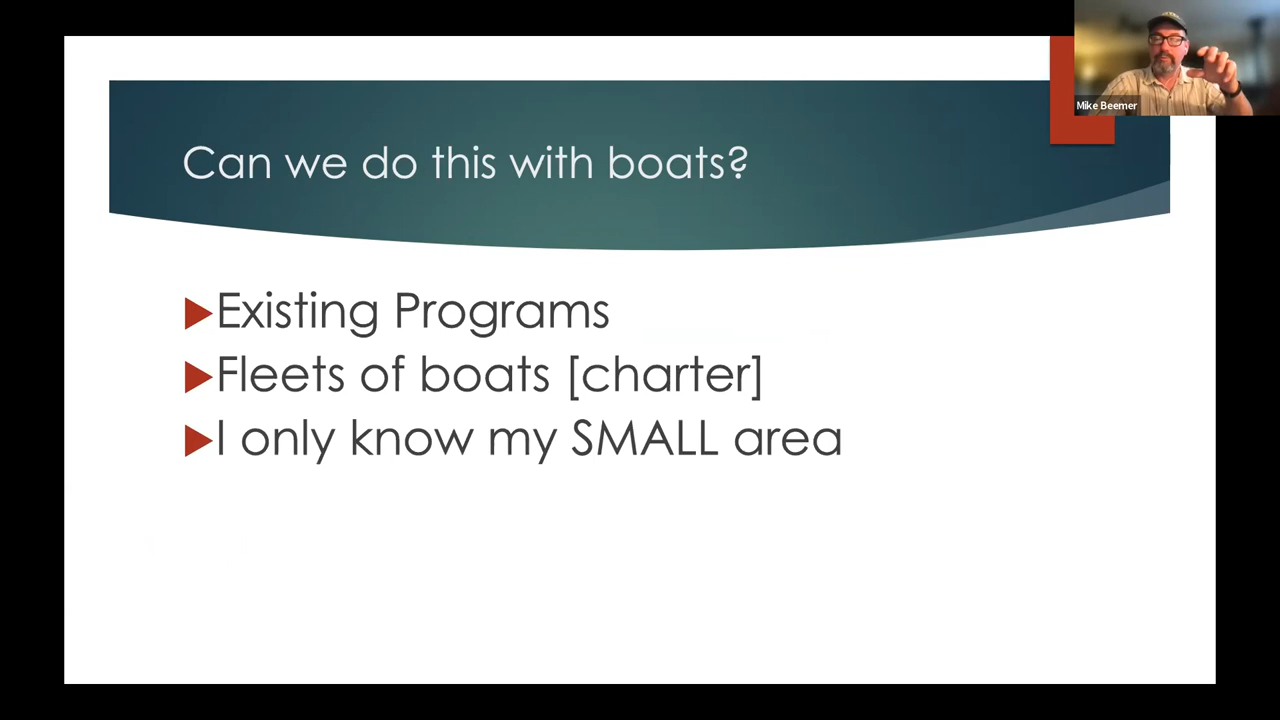 Mike Beemer
Can we do this with boats?
Existing Programs
Fleets of boats [charter]
I only know my SMALL area